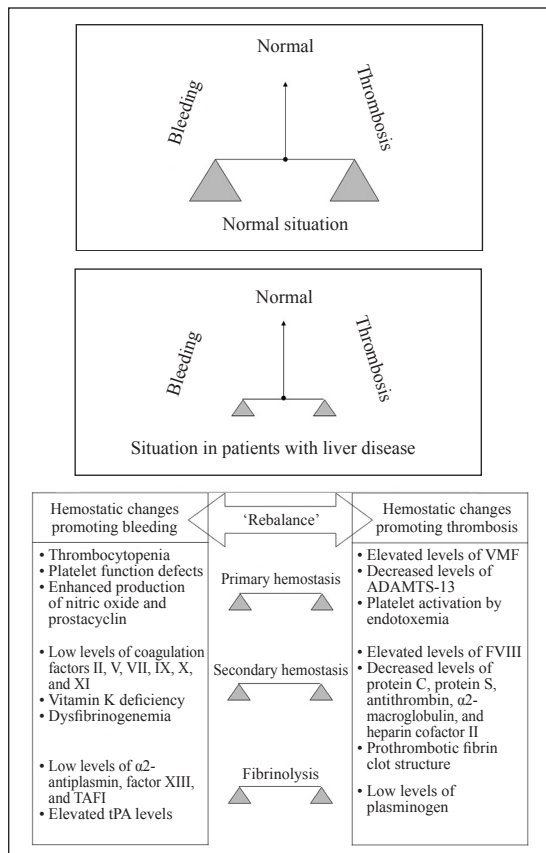 Normal
Bleeding
Thrombosis
Normal situation
Normal
Bleeding
Thrombosis
Situation in patients with liver disease
Hemostatic changes
promoting bleeding
'Rebalance'
Hemostatic changes
promoting thrombosis
• Thrombocytopenia
• Platelet function defects
• Enhanced production
of nitric oxide and
prostacyclin
Primary hemostasis
• Elevated levels of VMF
• Decreased levels of
ADAMTS-13
• Platelet activation by
endotoxemia
• Low levels of coagulation
factors II, V, VII, IX, X,
and XI
• Vitamin K deficiency
• Dysfibrinogenemia
Secondary hemostasis
• Elevated levels of FVIII
• Decreased levels of
protein C, protein S,
antithrombin, α2-
macroglobulin, and
heparin cofactor II
• Prothrombotic fibrin
clot structure
• Low levels of α2-
antiplasmin, factor XIII,
and TAFI
• Elevated tPA levels
Fibrinolysis
• Low levels of
plasminogen